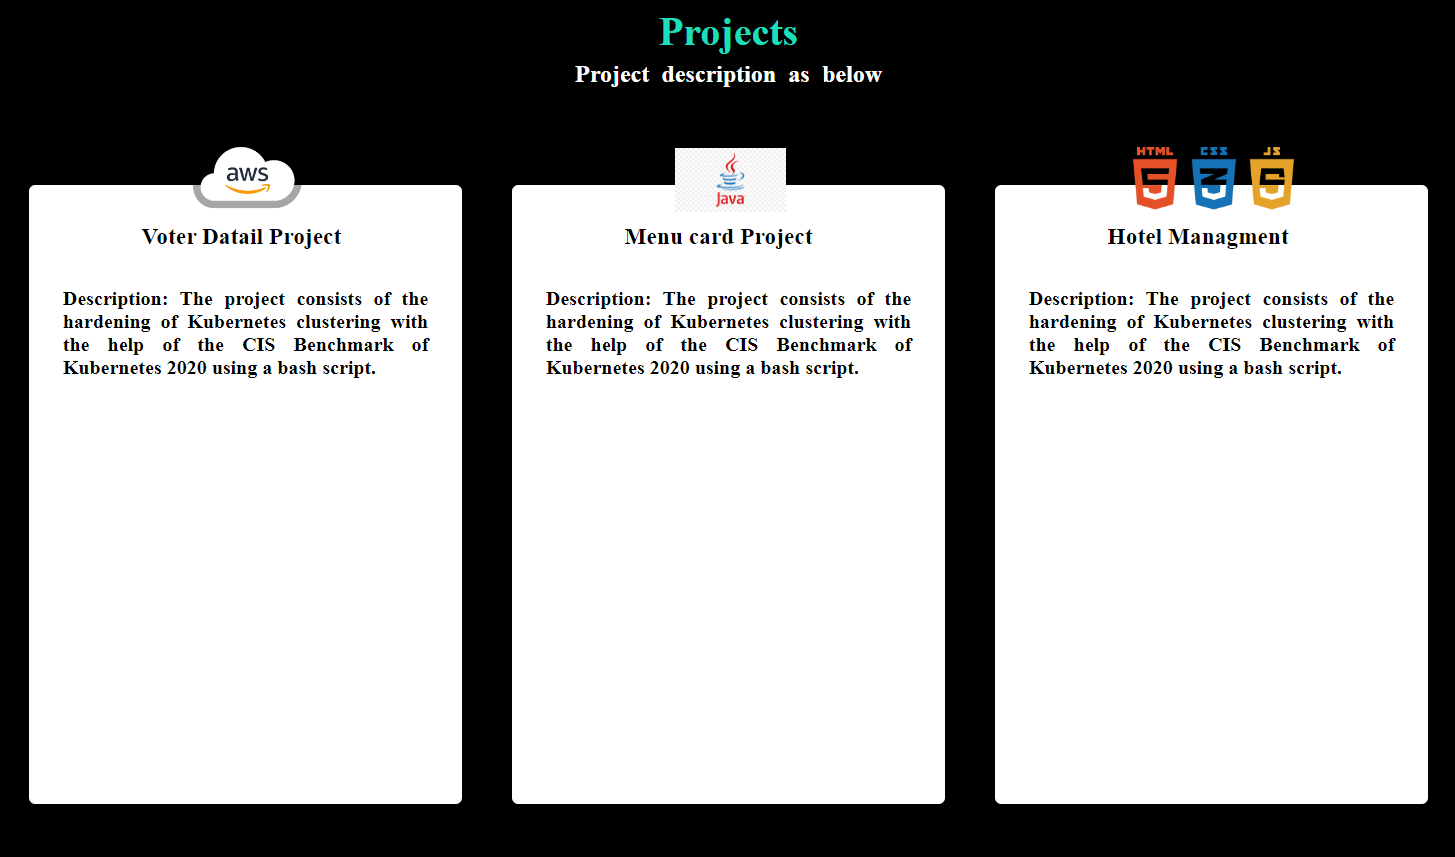 Projects
Project description as below
aws
Java
HTML CSS JS
Voter Datail Project
Menu card Project
Hotel Managment
Description: The project consists of the
hardening of Kubernetes clustering with
the help of the CIS Benchmark of
Kubernetes 2020 using a bash script.
Description: The project consists of the
hardening of Kubernetes clustering with
the help of the CIS Benchmark of
Kubernetes 2020 using a bash script.
Description: The project consists of the
hardening of Kubernetes clustering with
the help of the CIS Benchmark of
Kubernetes 2020 using a bash script.